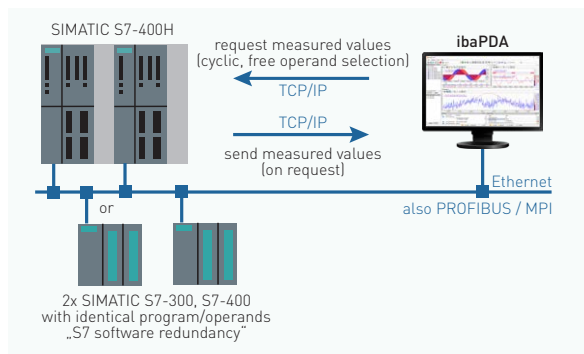 SIMATIC S7-400H
request measured values
(cyclic, free operand selection)
TCP/IP
ibaPDA
TCP/IP
send measured values
(on request)
Ethernet
also PROFIBUS / MPI
or
2x SIMATIC S7-300, S7-400
with identical program/operands
„S7 software redundancy“